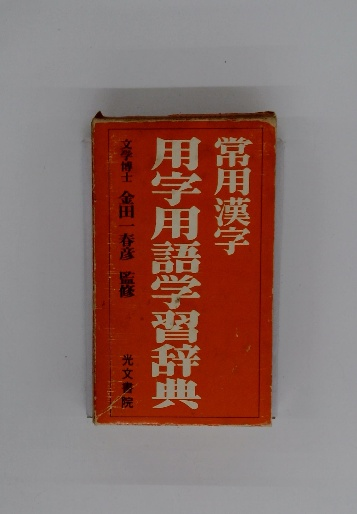 常用漢字
用字用語学習辞典
文学博士 金田一春彦 監修
光文書院